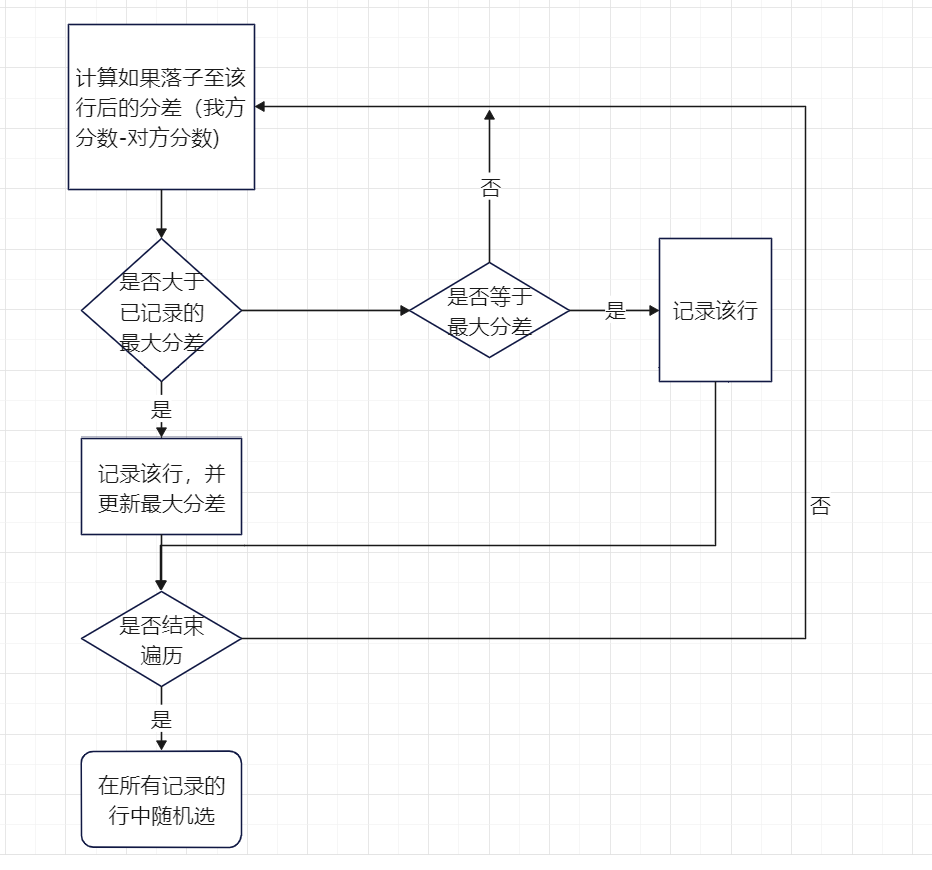 计算如果落子至该
行后的分差（我方
分数-对方分数)
否
是否大于
已记录的
最大分差
是否等于
最大分差
是
记录该行
是
记录该行，并
更新最大分差
否
是否结束
遍历
是
在所有记录的
行中随机选